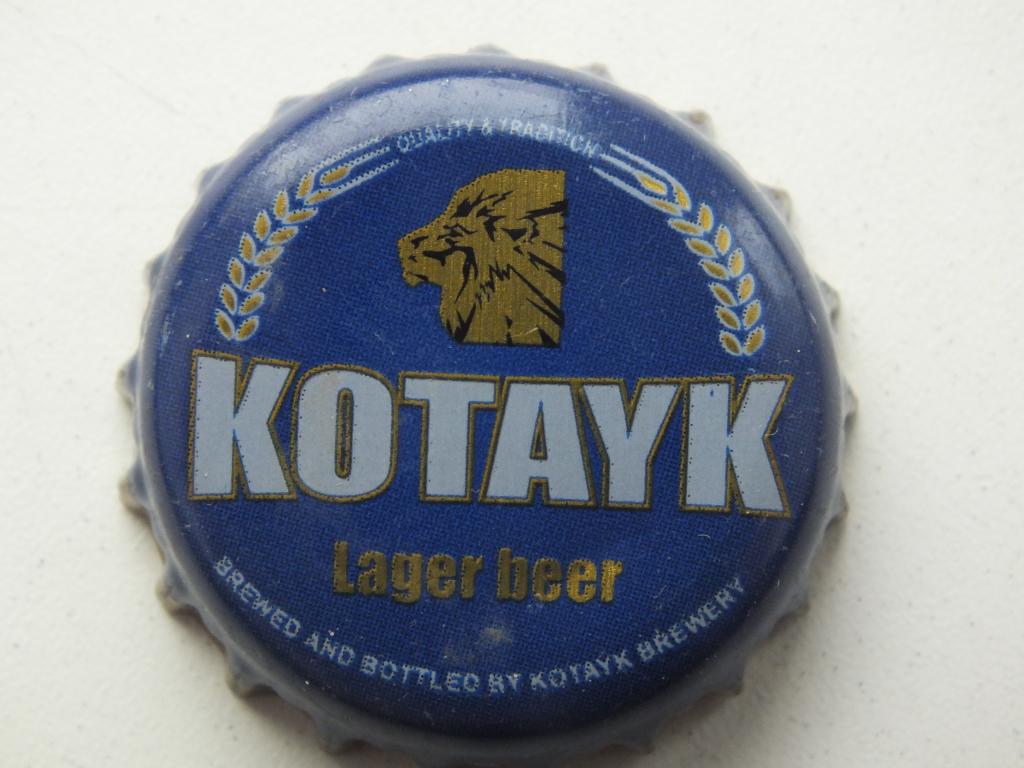 QUALITY & TRADITION
KOTAYK
Lager beer
BREWED AND BOTTLED BY KOTAYK BREWERY